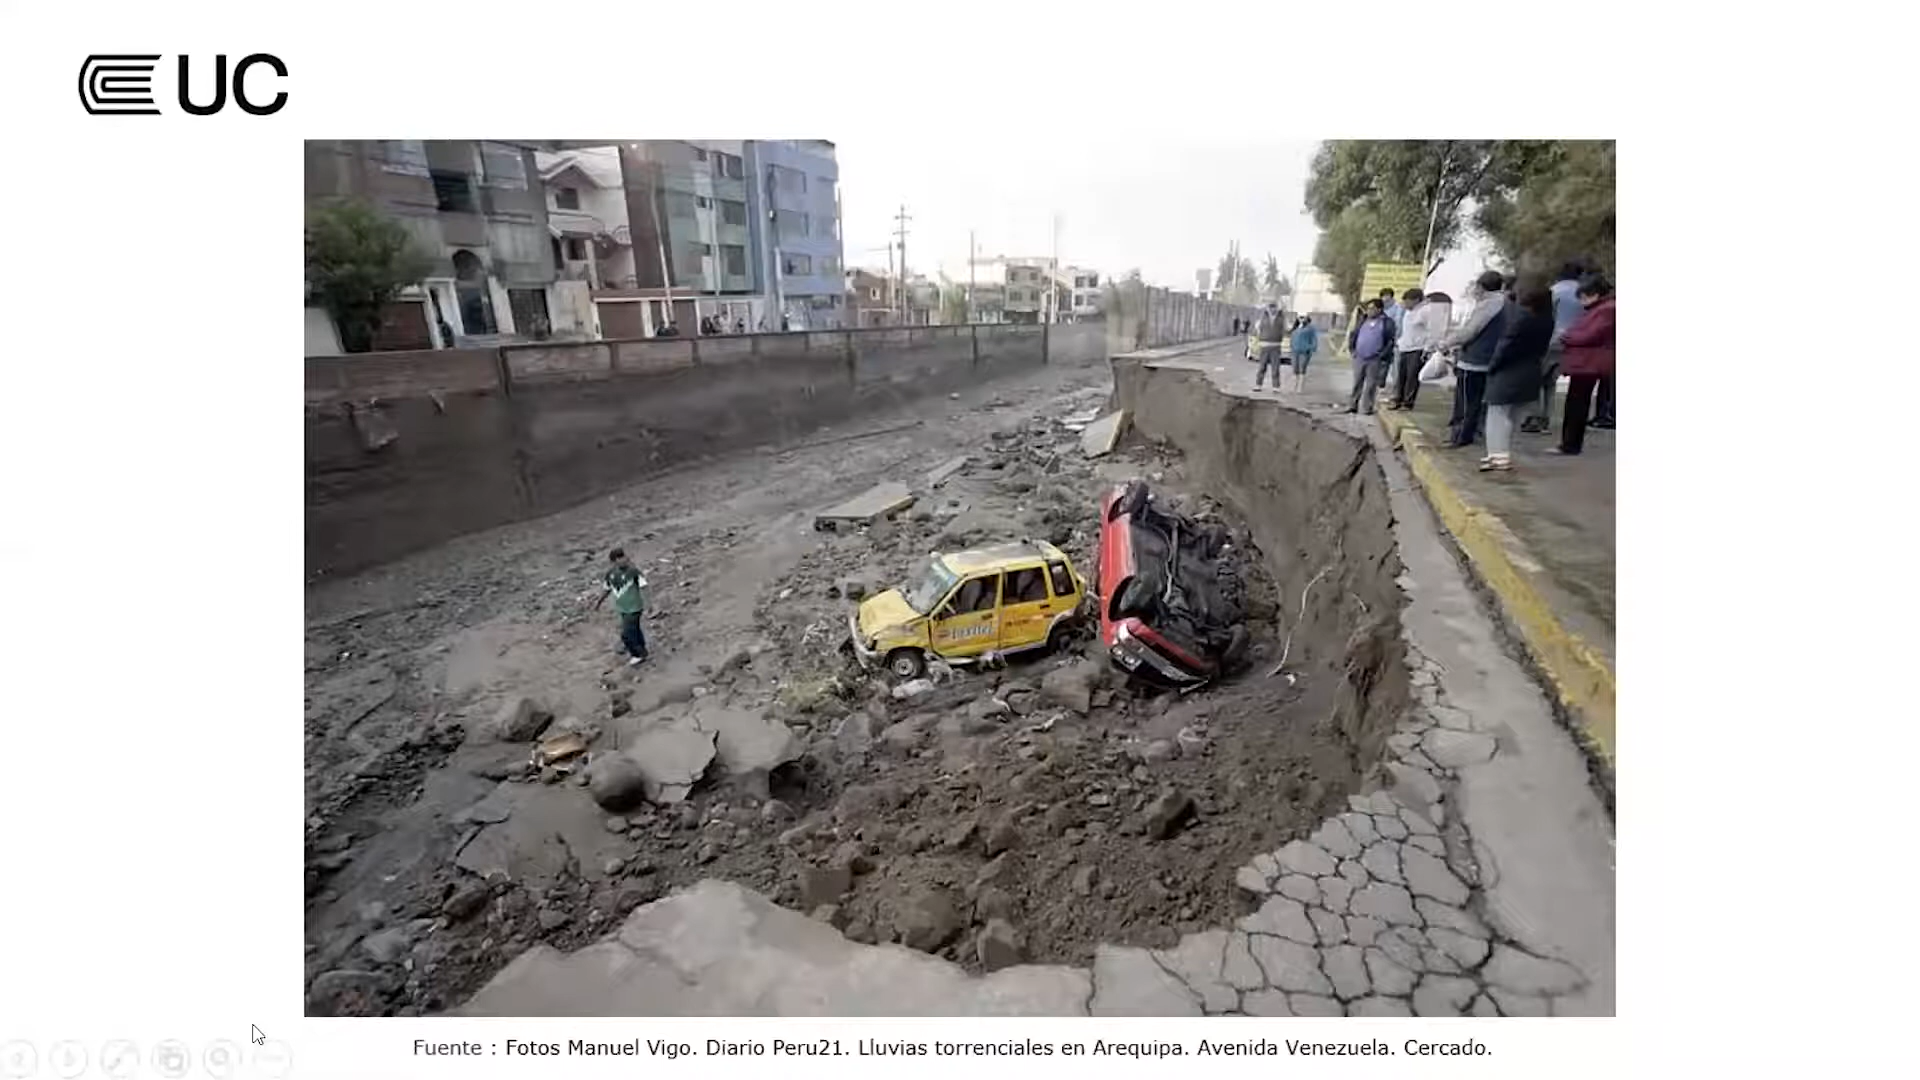 UC
Fuente : Fotos Manuel Vigo. Diario Peru21. Lluvias torrenciales en Arequipa. Avenida Venezuela. Cercado.